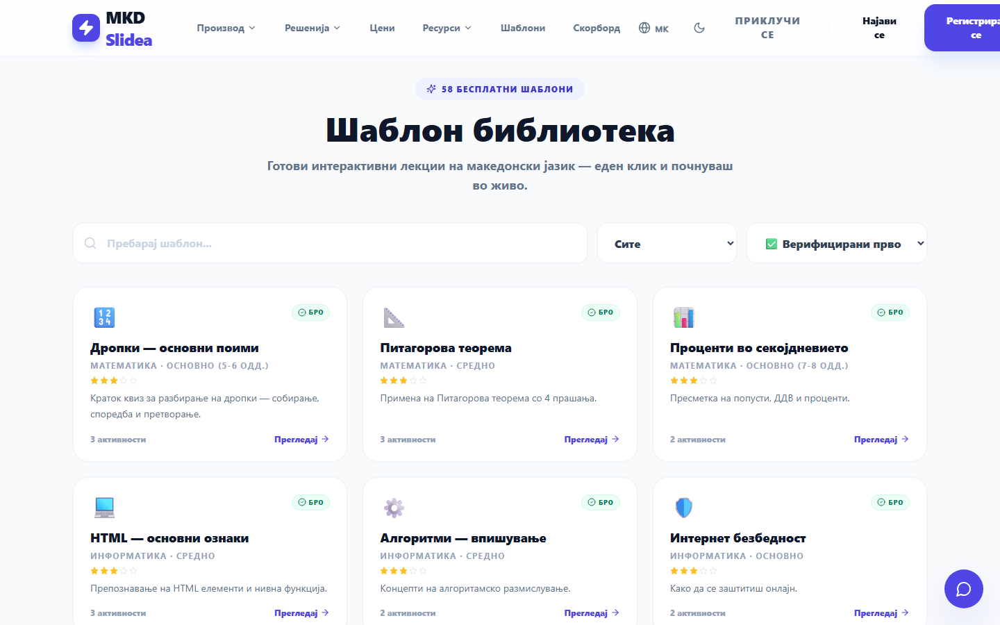 MKD
Slidea
Производ
Решенија
Цени
Ресурси
Шаблони
Скорборд
МК
ПРИКЛУЧИ
СЕ
Најави
се
Регистрира
се
58 БЕСПЛАТНИ ШАБЛОНИ
Шаблон библиотека
Готови интерактивни лекции на македонски јазик — еден клик и почнуваш
во живо.
Пребарај шаблон...
Сите
✅ Верифицирани прво
БРО
Дропки — основни поими
МАТЕМАТИКА · ОСНОВНО (5-6 ОДД.)
Краток квиз за разбирање на дропки — собирање,
споредба и претворање.
3 активности
Прегледај
БРО
Питагорова теорема
МАТЕМАТИКА · СРЕДНО
Примена на Питагорова теорема со 4 прашања.
3 активности
Прегледај
БРО
Проценти во секојдневието
МАТЕМАТИКА · ОСНОВНО (7-8 ОДД.)
Пресметка на попусти, ДДВ и проценти.
2 активности
Прегледај
БРО
HTML — основни ознаки
ИНФОРМАТИКА · СРЕДНО
Препознавање на HTML елементи и нивна функција.
3 активности
Прегледај
БРО
Алгоритми — впишување
ИНФОРМАТИКА · СРЕДНО
Концепти на алгоритамско размислување.
2 активности
Прегледај
БРО
Интернет безбедност
ИНФОРМАТИКА · ОСНОВНО
Како да се заштитиш онлајн.
2 активности
Прегледај